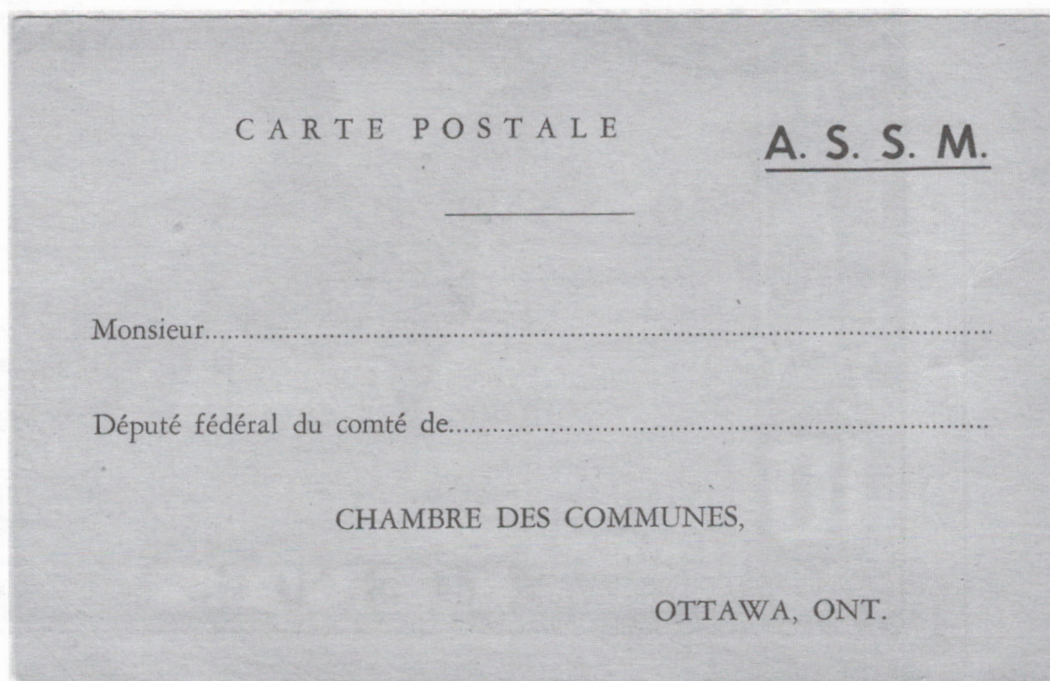 CARTE POSTALE
A. S. S. M.
Monsieur..........................................................................................
Député fédéral du comté de...............................................................
CHAMBRE DES COMMUNES,
OTTAWA, ONT.